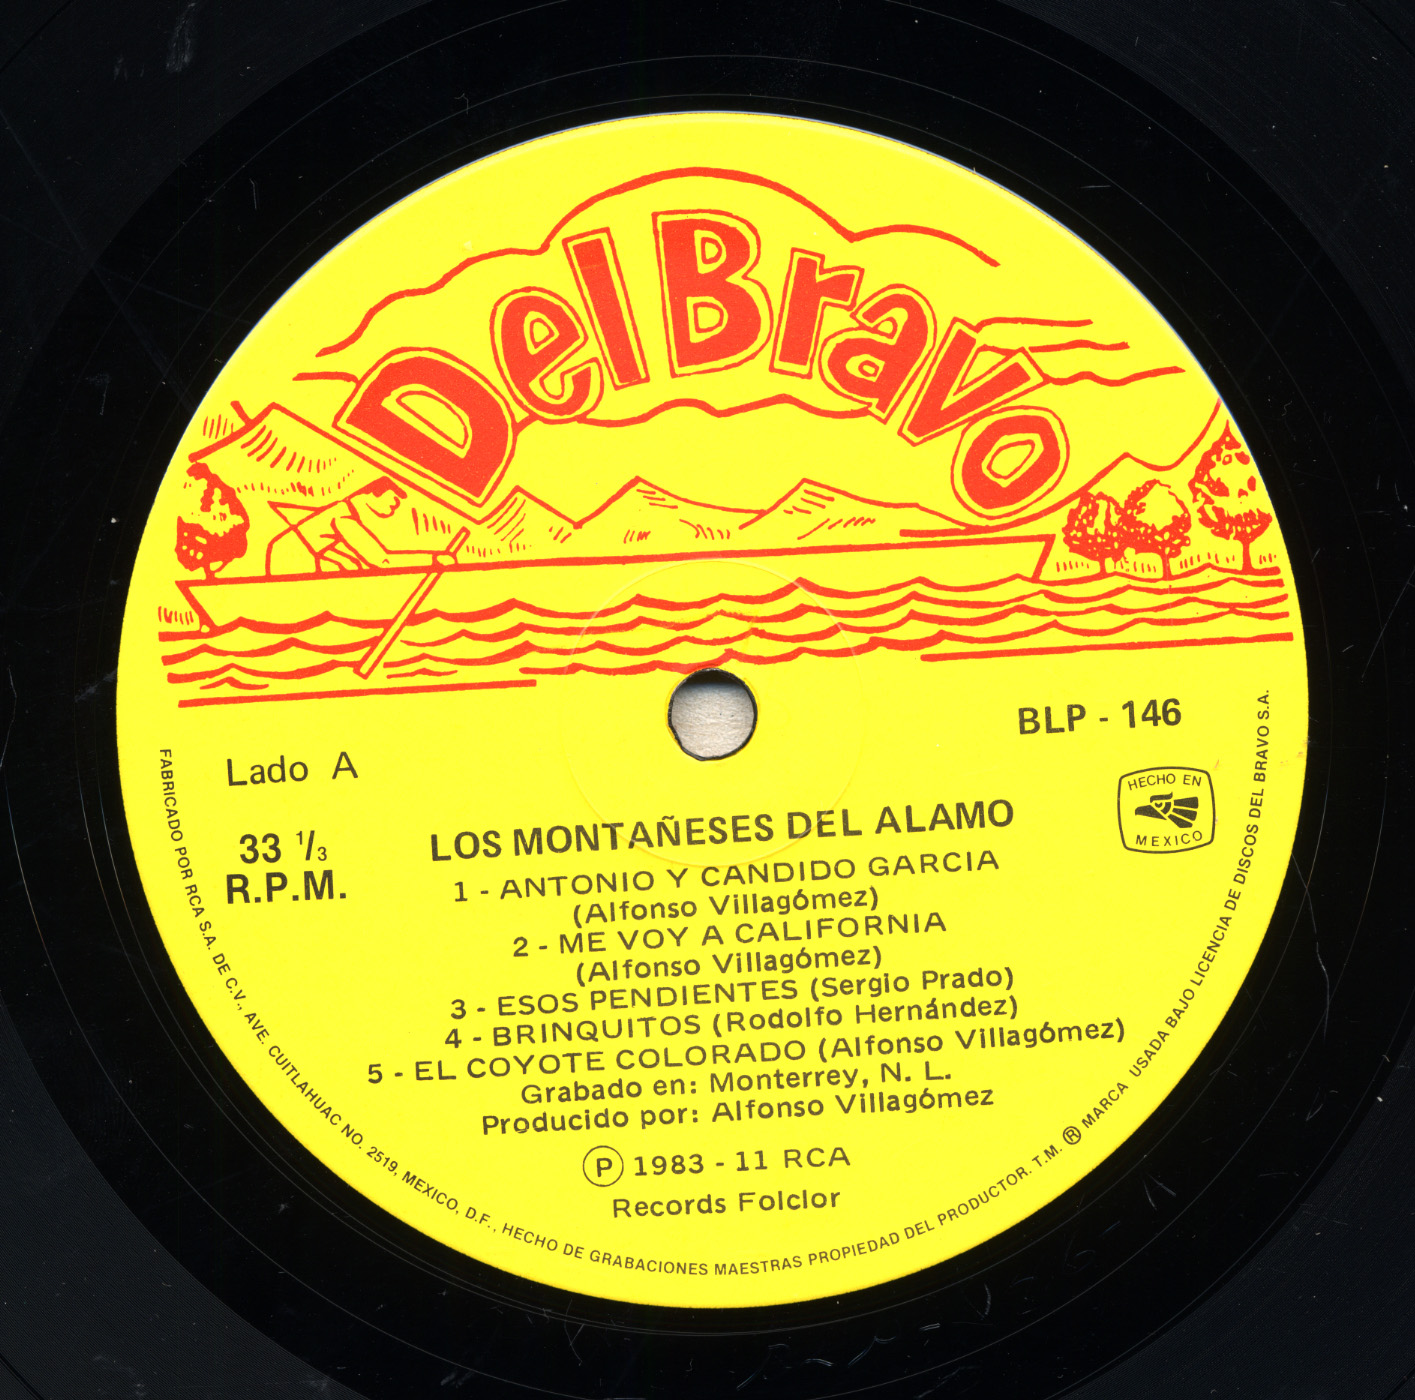 Del Bravo
BLP - 146
Lado A
HECHO EN
MEXICO
33 1/3
R.P.M.
LOS MONTAÑESES DEL ALAMO
1 - ANTONIO Y CANDIDO GARCIA
(Alfonso Villagómez)
2 - ME VOY A CALIFORNIA
(Alfonso Villagómez)
3 - ESOS PENDIENTES (Sergio Prado)
4 - BRINQUITOS (Rodolfo Hernández)
5 - EL COYOTE COLORADO (Alfonso Villagómez)
Grabado en: Monterrey, N. L.
Producido por: Alfonso Villagómez
Ⓟ 1983 - 11 RCA
Records Folclor
FABRICADO POR RCA S.A. DE C.V., AVE. CUITLAHUAC NO. 2519, MEXICO, D.F., HECHO DE GRABACIONES MAESTRAS PROPIEDAD DEL PRODUCTOR. T.M. ® MARCA USADA BAJO LICENCIA DE DISCOS DEL BRAVO S.A.